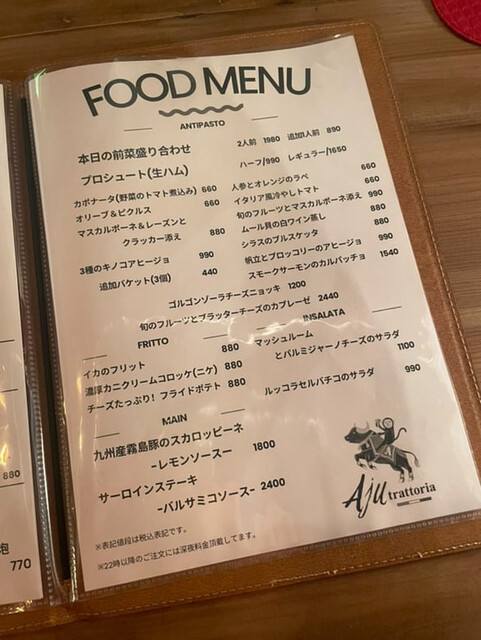 FOOD MENU
ANTIPASTO
本日の前菜盛り合わせ 2人前 1980 追加1人前 890
プロシュート(生ハム) ハーフ/990 レギュラー/1650
カポナータ(野菜のトマト煮込み) 660
オリーブ＆ピクルス 660
マスカルポーネ＆レーズンと
クラッカー添え 880
3種のキノコアヒージョ 990
追加バケット(3個) 440
人参とオレンジのラペ 660
イタリア風冷やしトマト 660
旬のフルーツとマスカルポーネ添え 990
ムール貝の白ワイン蒸し 880
シラスのブルスケッタ 880
帆立とブロッコリーのアヒージョ 990
スモークサーモンのカルパッチョ 1540
ゴルゴンゾーラチーズニョッキ 1200
旬のフルーツとブラッターチーズのカプレーゼ 2440
FRITTO
イカのフリット 880
濃厚カニクリームコロッケ(ニケ) 880
チーズたっぷり! フライドポテト 880
INSALATA
マッシュルーム
とパルミジャーノチーズのサラダ
1100
ルッコラセルバチコのサラダ 990
MAIN
九州産霧島豚のスカロッピーネ
-レモンソース- 1800
サーロインステーキ
-バルサミコソース- 2400
Aju trattoria
※表記値段は税込表記です。
※22時以降のご注文には深夜料金頂戴してます。
880
泡
770